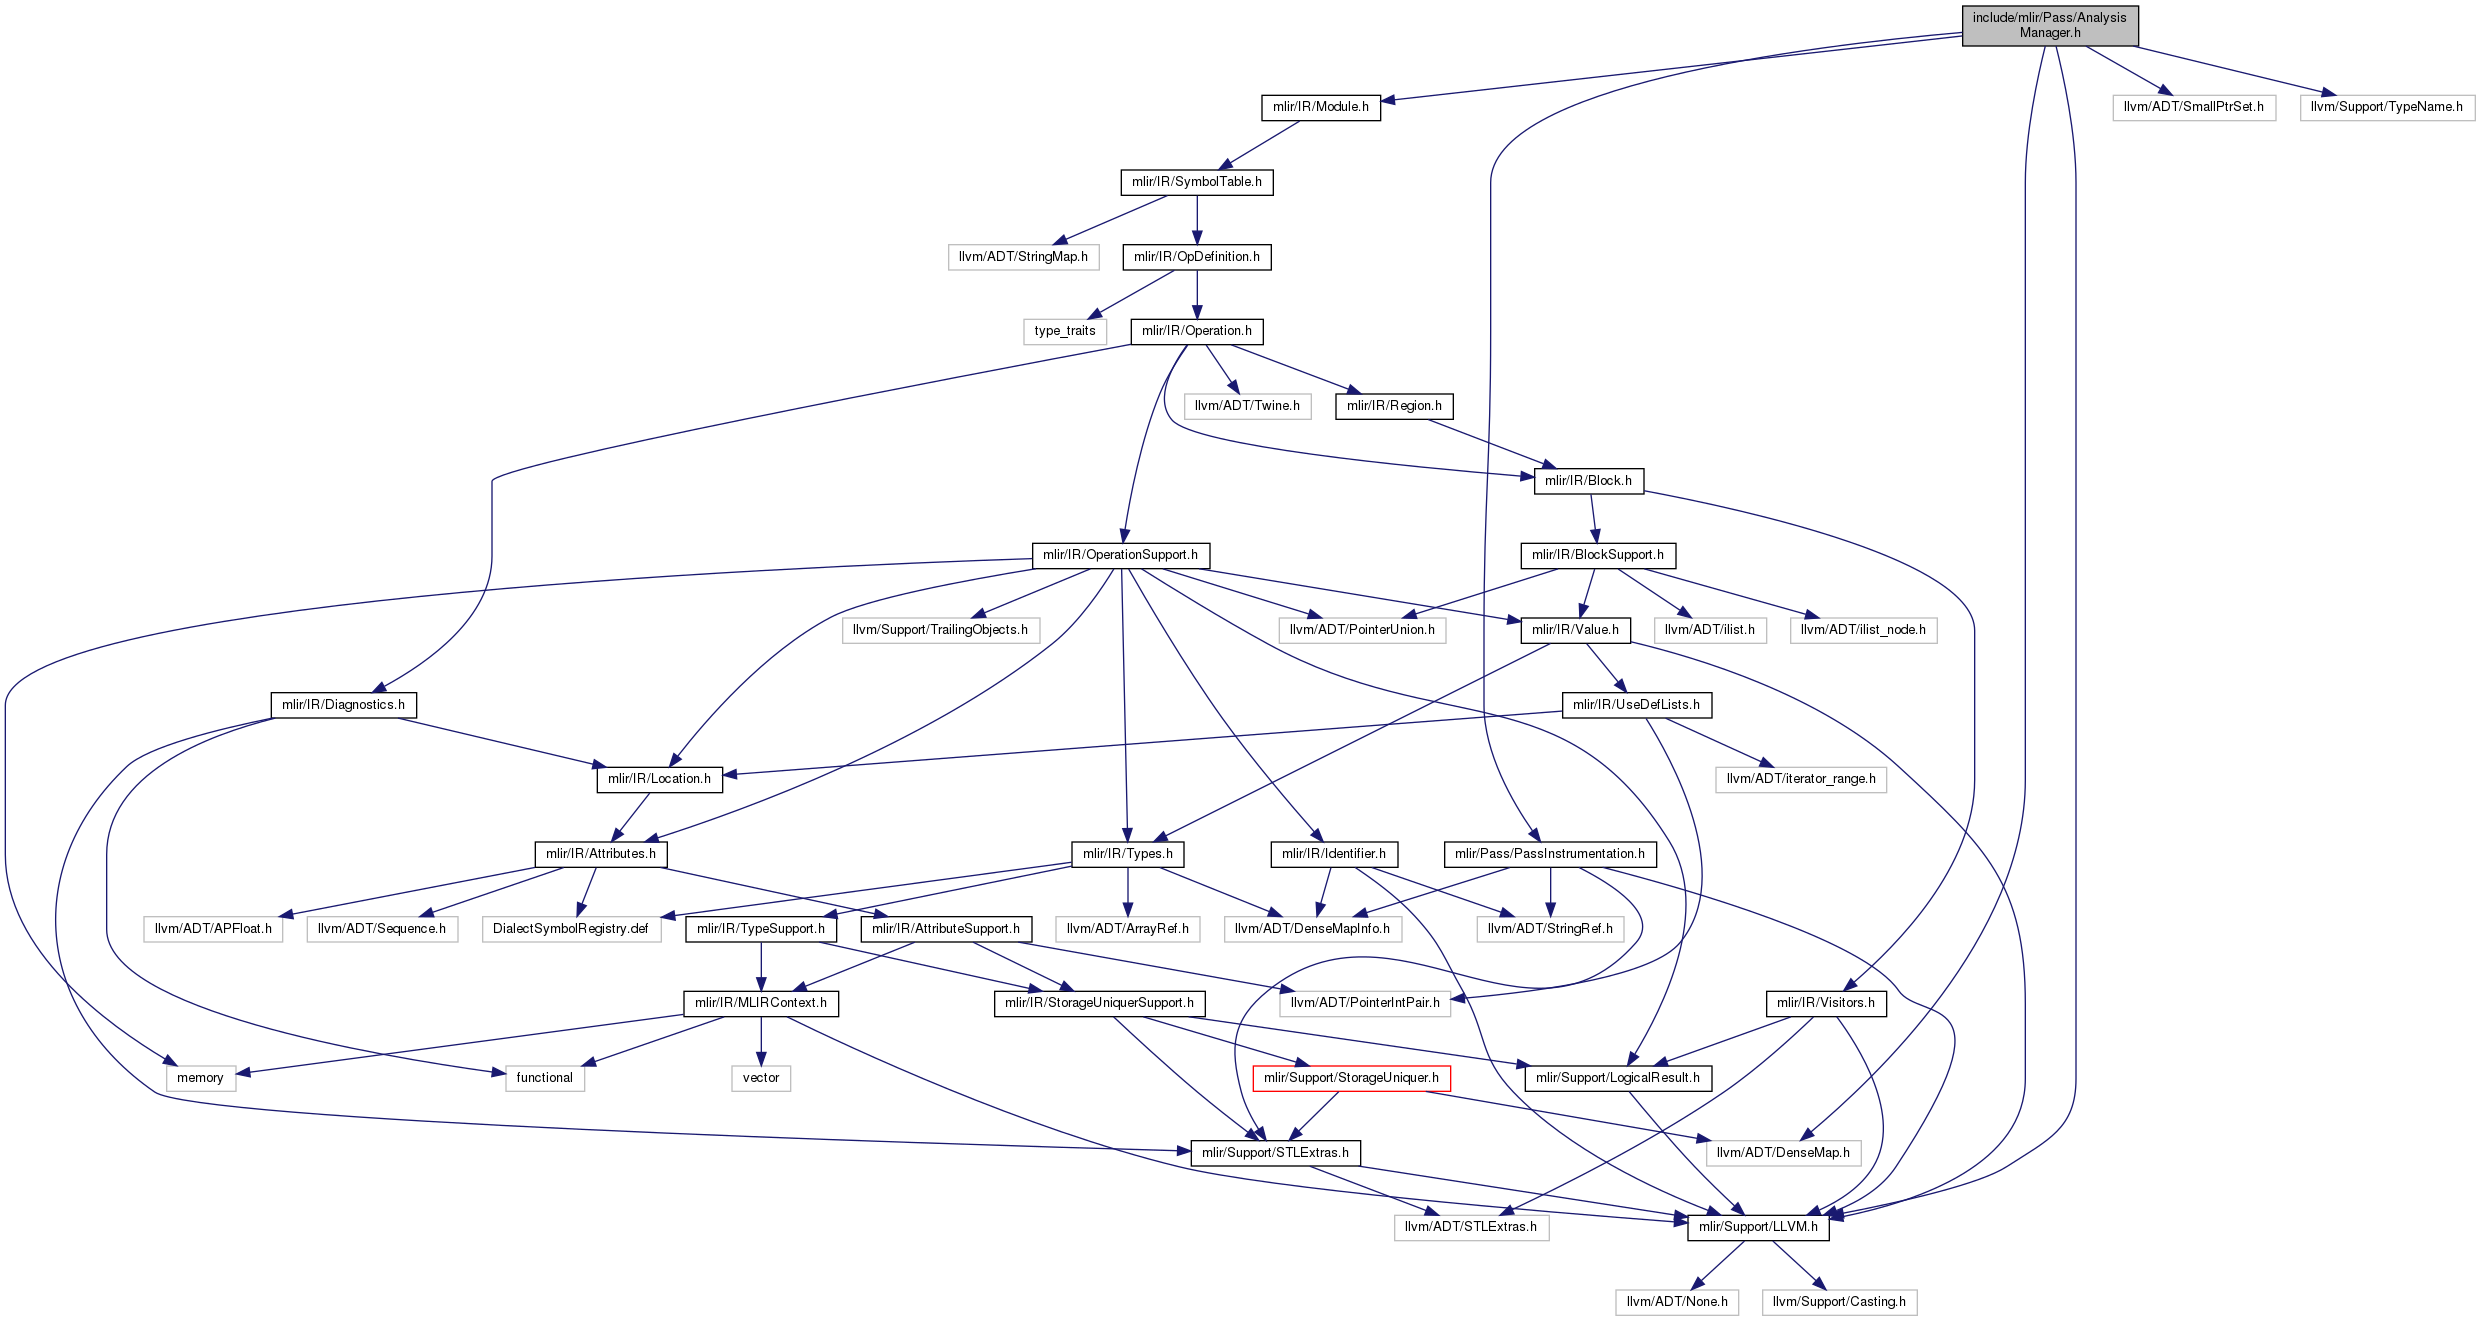 include/mlir/Pass/Analysis
Manager.h
mlir/IR/Module.h
llvm/ADT/SmallPtrSet.h
llvm/Support/TypeName.h
mlir/IR/SymbolTable.h
llvm/ADT/StringMap.h
mlir/IR/OpDefinition.h
type_traits
mlir/IR/Operation.h
llvm/ADT/Twine.h
mlir/IR/Region.h
mlir/IR/Block.h
mlir/IR/OperationSupport.h
mlir/IR/BlockSupport.h
llvm/Support/TrailingObjects.h
llvm/ADT/PointerUnion.h
mlir/IR/Value.h
llvm/ADT/ilist.h
llvm/ADT/ilist_node.h
mlir/IR/Diagnostics.h
mlir/IR/UseDefLists.h
mlir/IR/Location.h
llvm/ADT/iterator_range.h
mlir/IR/Attributes.h
mlir/IR/Types.h
mlir/IR/Identifier.h
mlir/Pass/PassInstrumentation.h
llvm/ADT/APFloat.h
llvm/ADT/Sequence.h
DialectSymbolRegistry.def
mlir/IR/TypeSupport.h
mlir/IR/AttributeSupport.h
llvm/ADT/ArrayRef.h
llvm/ADT/DenseMapInfo.h
llvm/ADT/StringRef.h
mlir/IR/MLIRContext.h
mlir/IR/StorageUniquerSupport.h
llvm/ADT/PointerIntPair.h
mlir/IR/Visitors.h
memory
functional
vector
mlir/Support/StorageUniquer.h
mlir/Support/LogicalResult.h
mlir/Support/STLExtras.h
llvm/ADT/DenseMap.h
llvm/ADT/STLExtras.h
mlir/Support/LLVM.h
llvm/ADT/None.h
llvm/Support/Casting.h